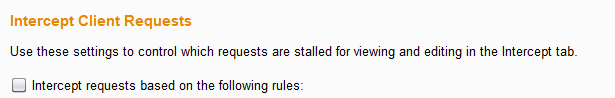 Intercept Client Requests
Use these settings to control which requests are stalled for viewing and editing in the Intercept tab.
Intercept requests based on the following rules: